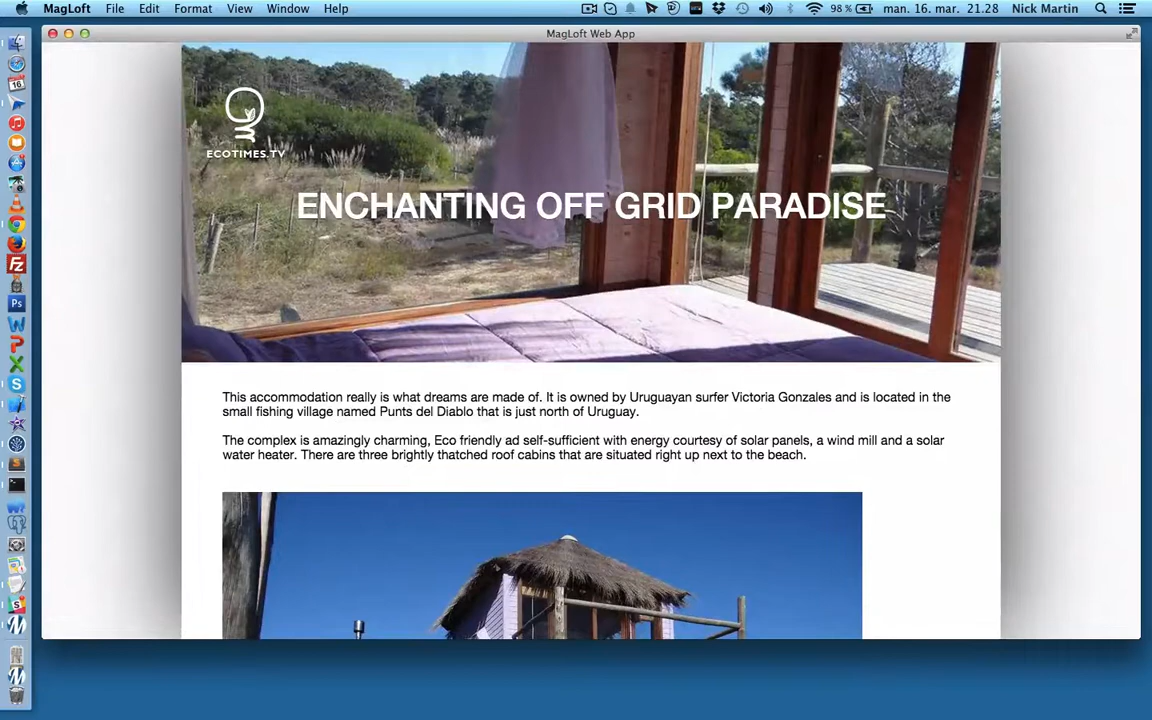 MagLoft File Edit Format View Window Help 98 % man. 16. mar. 21.28 Nick Martin
MagLoft Web App
ECOTIMES.TV
ENCHANTING OFF GRID PARADISE
This accommodation really is what dreams are made of. It is owned by Uruguayan surfer Victoria Gonzales and is located in the
small fishing village named Punts del Diablo that is just north of Uruguay.
The complex is amazingly charming, Eco friendly ad self-sufficient with energy courtesy of solar panels, a wind mill and a solar
water heater. There are three brightly thatched roof cabins that are situated right up next to the beach.
16
Fz
Ps
W
P
X
S
S
M
M